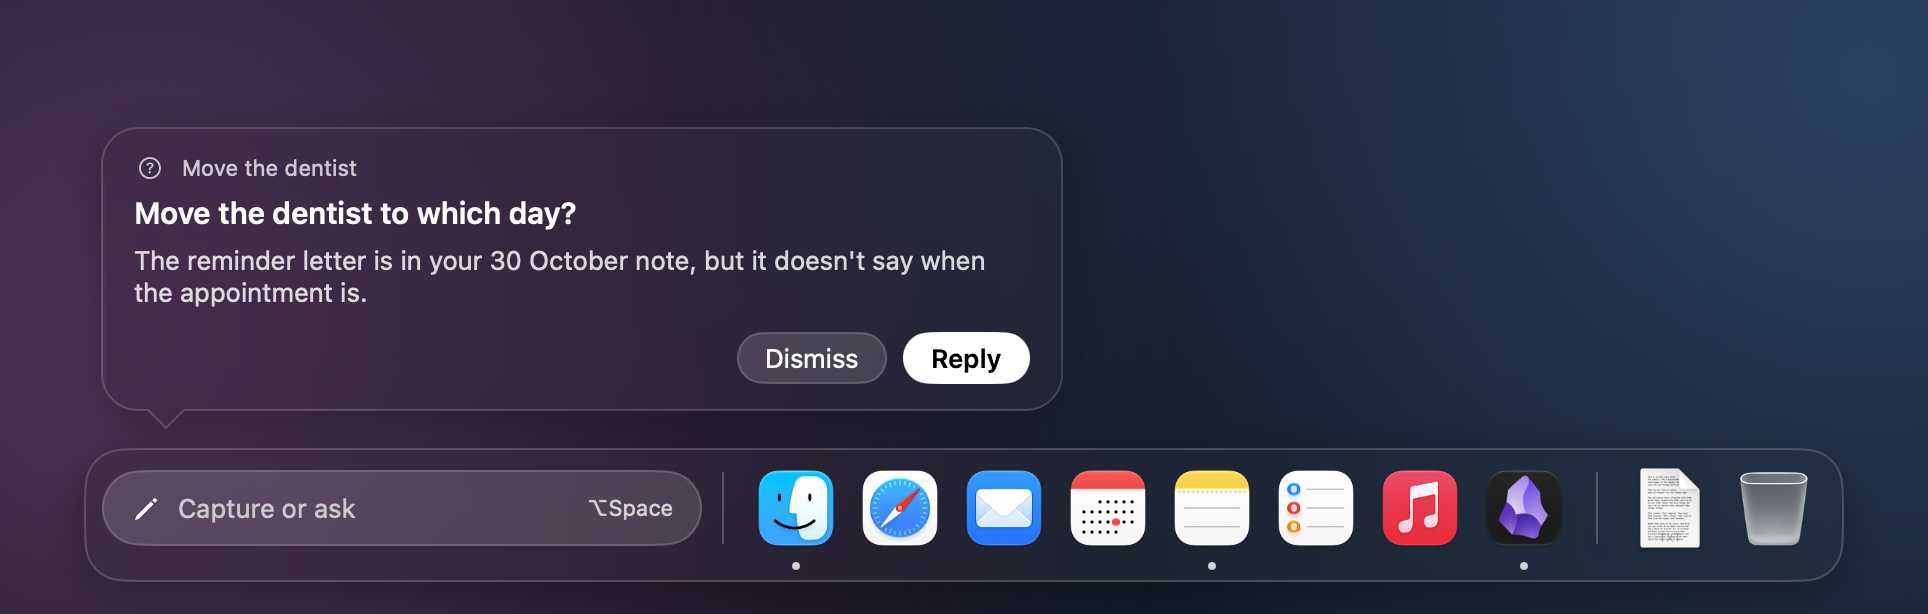 Move the dentist
Move the dentist to which day?
The reminder letter is in your 30 October note, but it doesn't say when
the appointment is.
Dismiss
Reply
Capture or ask
⌥Space